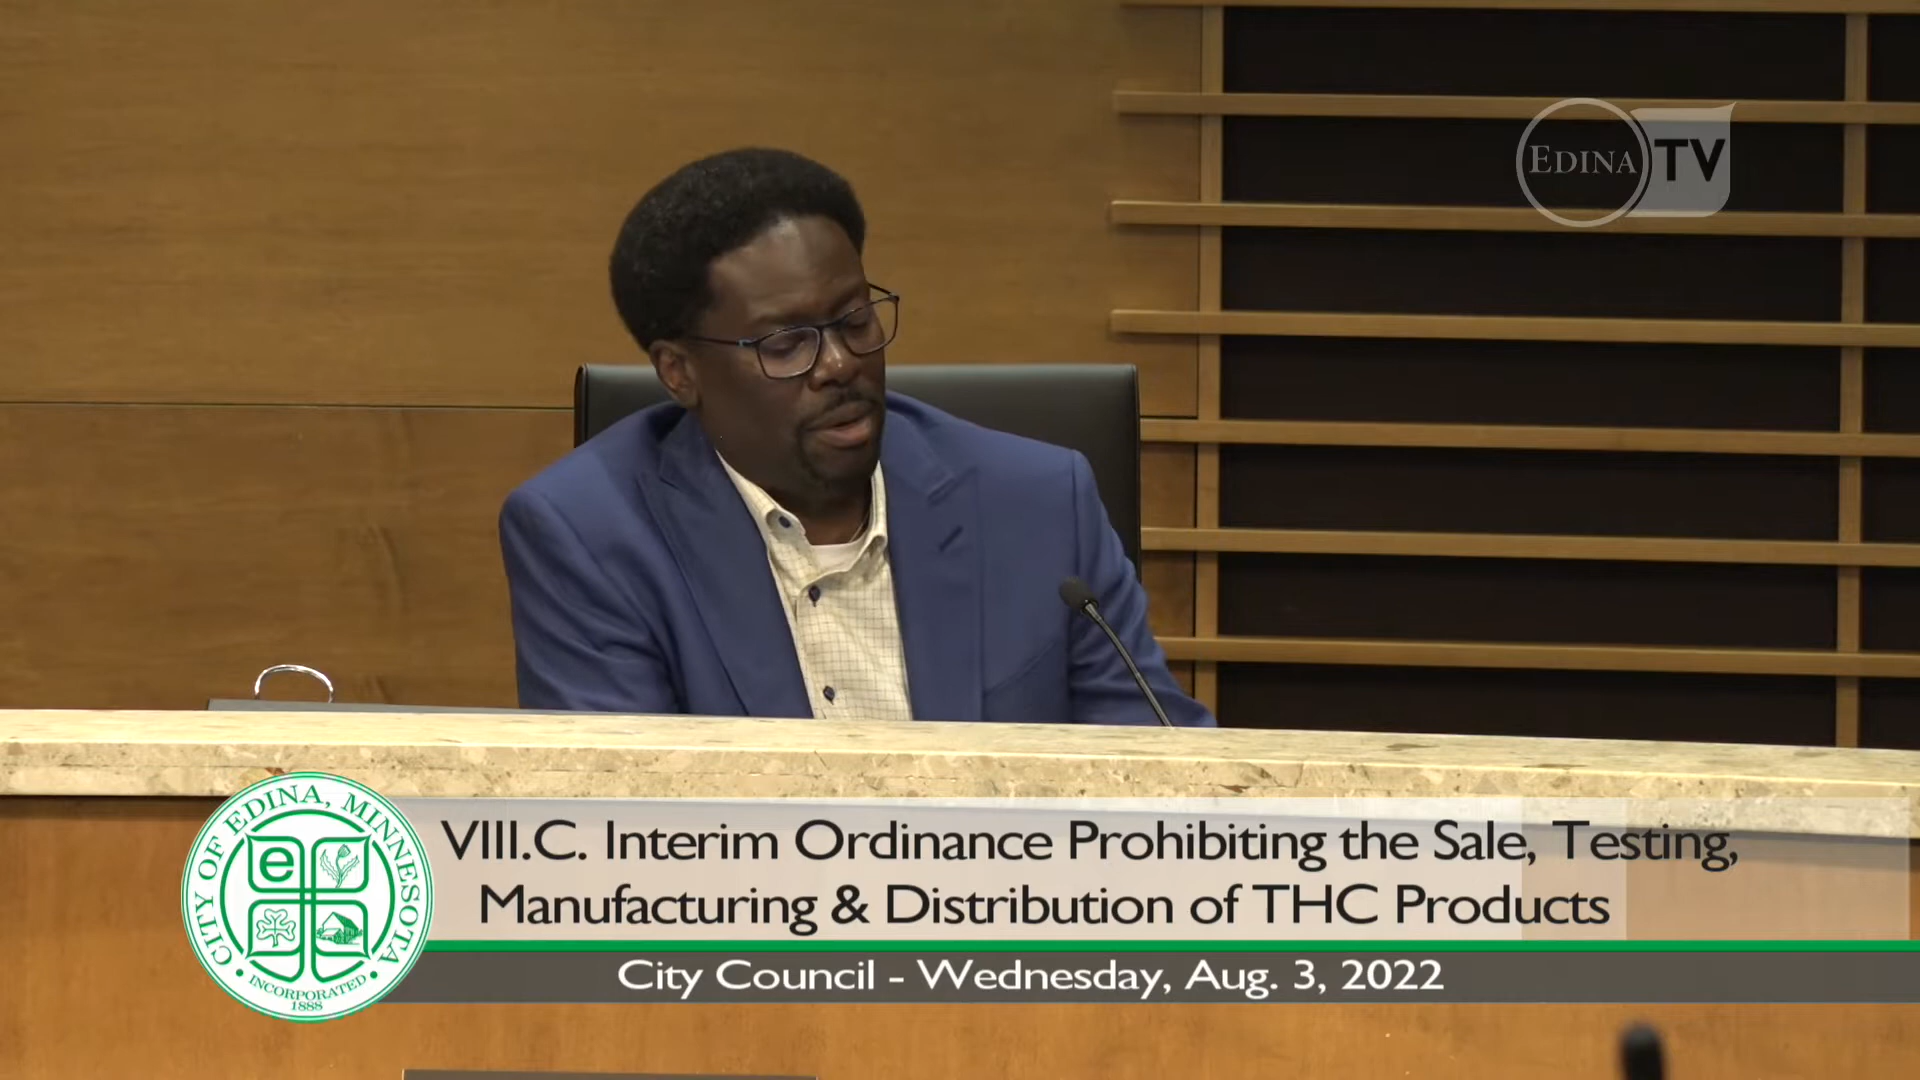 EDINA TV
VIII.C. Interim Ordinance Prohibiting the Sale, Testing,
Manufacturing & Distribution of THC Products
City Council - Wednesday, Aug. 3, 2022
CITY OF EDINA, MINNESOTA
e
• INCORPORATED •
1888